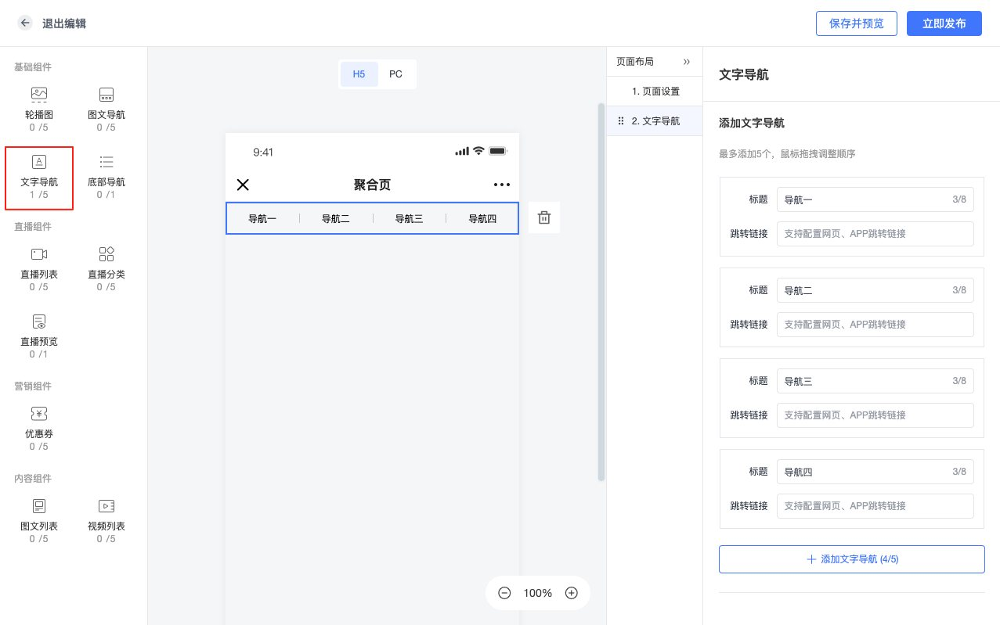 退出编辑
保存并预览
立即发布
基础组件
轮播图
0 /5
图文导航
0 /5
文字导航
1 /5
底部导航
0 /1
直播组件
直播列表
0 /5
直播分类
0 /5
直播预览
0 /1
营销组件
优惠券
0 /5
内容组件
图文列表
0 /5
视频列表
0 /5
H5
PC
9:41
聚合页
导航一
导航二
导航三
导航四
100%
页面布局
1. 页面设置
2. 文字导航
文字导航
添加文字导航
最多添加5个，鼠标拖拽调整顺序
标题
导航一
3/8
跳转链接
支持配置网页、APP跳转链接
标题
导航二
3/8
跳转链接
支持配置网页、APP跳转链接
标题
导航三
3/8
跳转链接
支持配置网页、APP跳转链接
标题
导航四
3/8
跳转链接
支持配置网页、APP跳转链接
添加文字导航 (4/5)